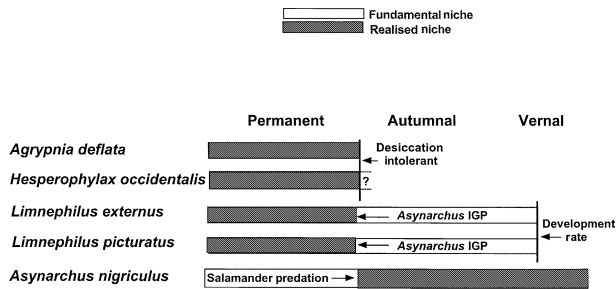 Fundamental niche
Realised niche
Permanent Autumnal Vernal
Agrypnia deflata
Desiccation
intolerant
Hesperophylax occidentalis ?
Limnephilus externus Asynarchus IGP
Development
rate
Limnephilus picturatus Asynarchus IGP
Asynarchus nigriculus Salamander predation